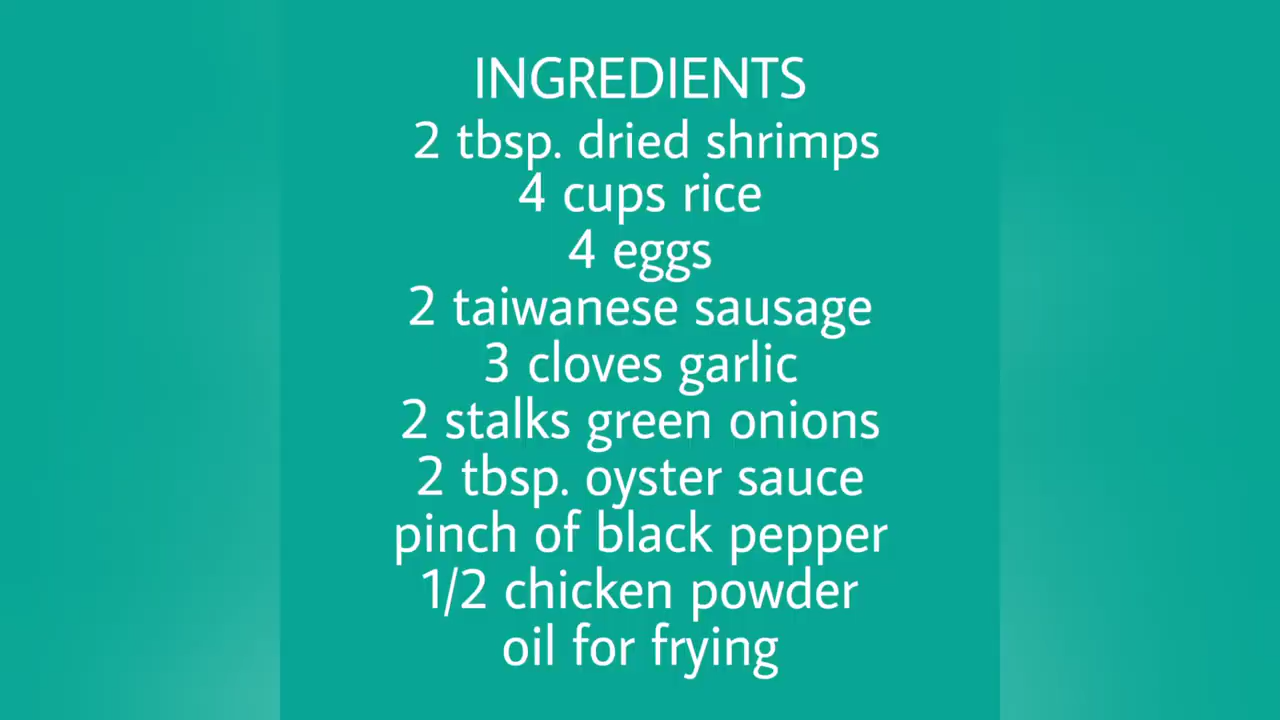 INGREDIENTS
2 tbsp. dried shrimps
4 cups rice
4 eggs
2 taiwanese sausage
3 cloves garlic
2 stalks green onions
2 tbsp. oyster sauce
pinch of black pepper
1/2 chicken powder
oil for frying